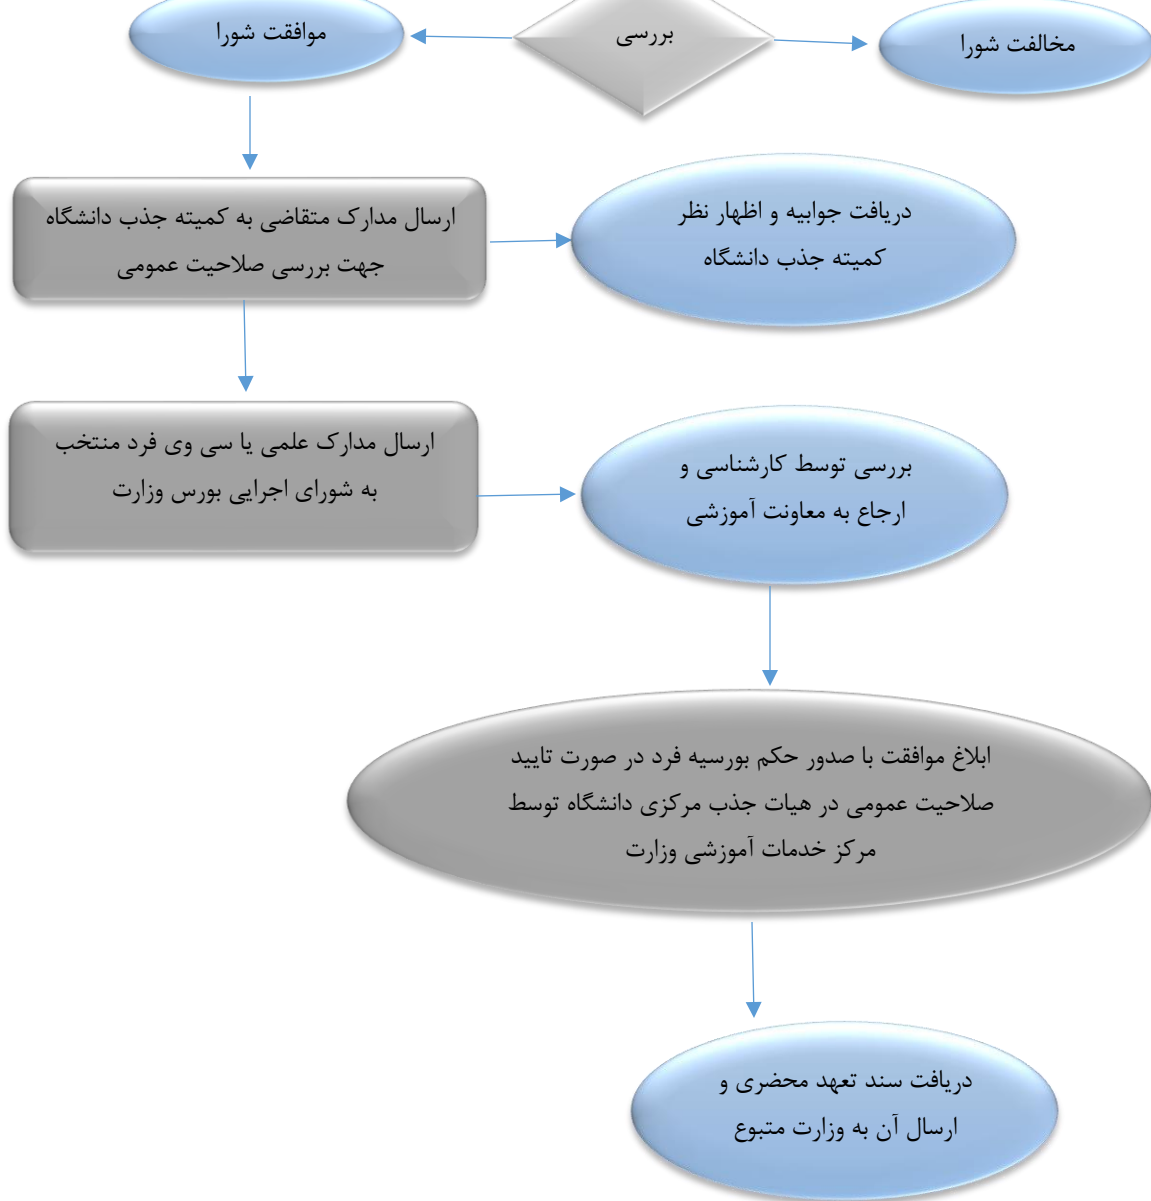 مخالفت شورا
بررسی
موافقت شورا
ارسال مدارک متقاضی به کمیته جذب دانشگاه
جهت بررسی صلاحیت عمومی
دریافت جوابیه و اظهار نظر
کمیته جذب دانشگاه
ارسال مدارک علمی یا سی وی فرد منتخب
به شورای اجرایی بورس وزارت
بررسی توسط کارشناسی و
ارجاع به معاونت آموزشی
ابلاغ موافقت با صدور حکم بورسیه فرد در صورت تایید
صلاحیت عمومی در هیات جذب مرکزی دانشگاه توسط
مرکز خدمات آموزشی وزارت
دریافت سند تعهد محضری و
ارسال آن به وزارت متبوع